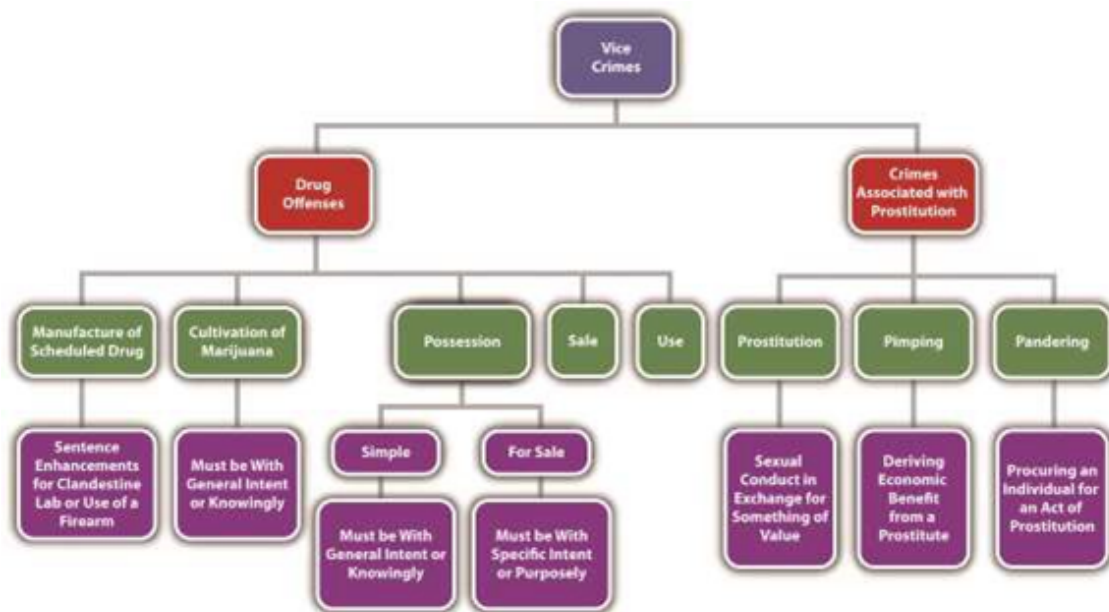 Vice
Crimes
Drug
Offenses
Crimes
Associated with
Prostitution
Manufacture of
Scheduled Drug
Cultivation of
Marijuana
Possession
Sale
Use
Prostitution
Pimping
Pandering
Sentence
Enhancements
for Clandestine
Lab or Use of a
Firearm
Must be With
General Intent
or Knowingly
Simple
For Sale
Must be With
General Intent or
Knowingly
Must be With
Specific Intent
or Purposely
Sexual
Conduct in
Exchange for
Something of
Value
Deriving
Economic
Benefit
from a
Prostitute
Procuring an
Individual for
an Act of
Prostitution